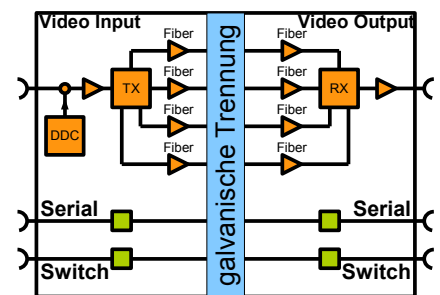 Video Input
Video Output
Fiber
Fiber
Fiber
Fiber
Fiber
Fiber
Fiber
Fiber
TX
RX
DDC
galvanische Trennung
Serial
Serial
Switch
Switch